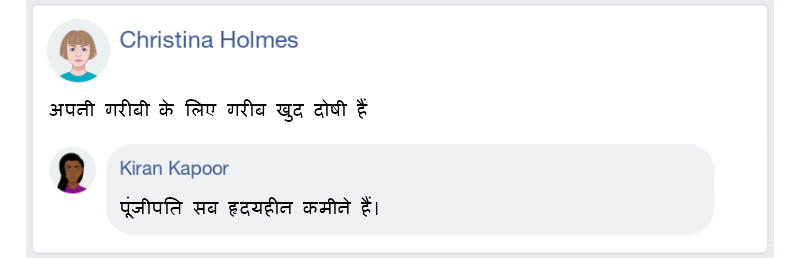 Christina Holmes
अपनी गरीबी के लिए गरीब खुद दोषी हैं
Kiran Kapoor
पूंजीपति सब हृदयहीन कमीने हैं।